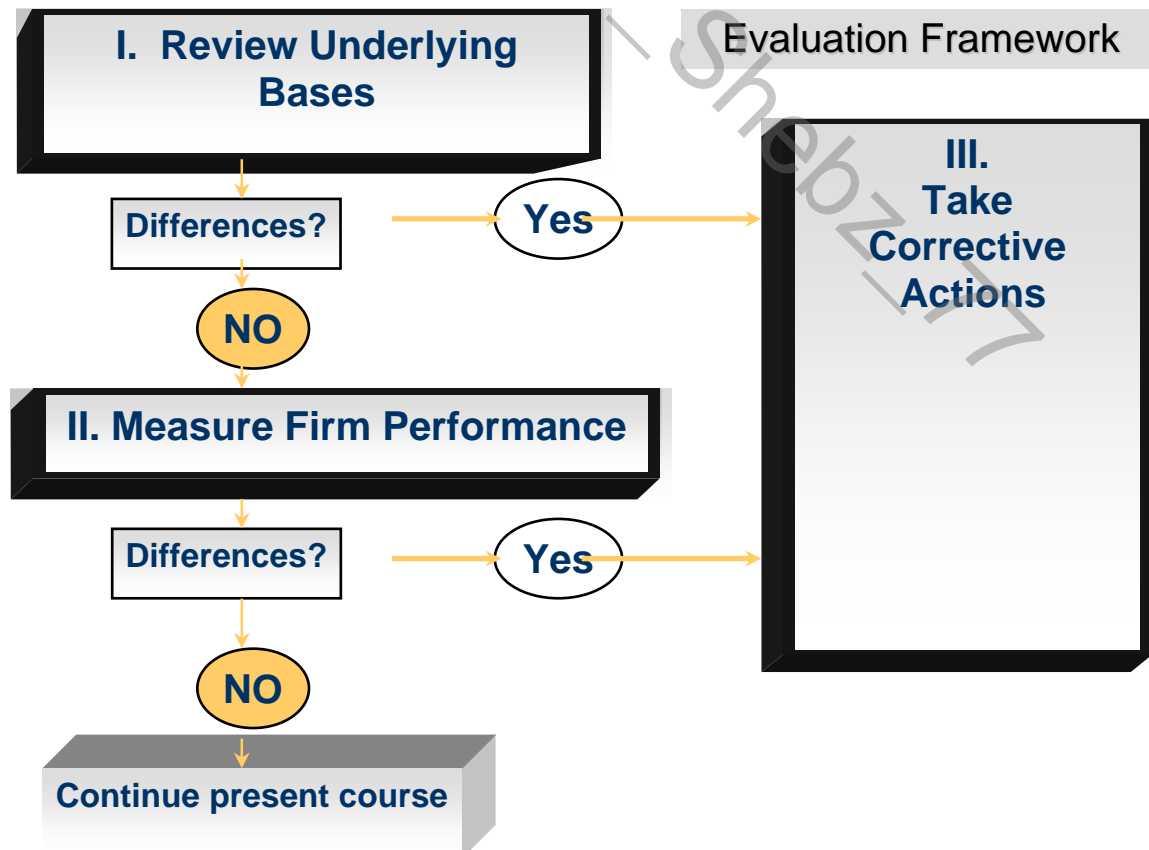 Evaluation Framework
I. Review Underlying
Bases
Differences?
Yes
NO
II. Measure Firm Performance
Differences?
Yes
NO
Continue present course
III.
Take
Corrective
Actions
_Shebz_77